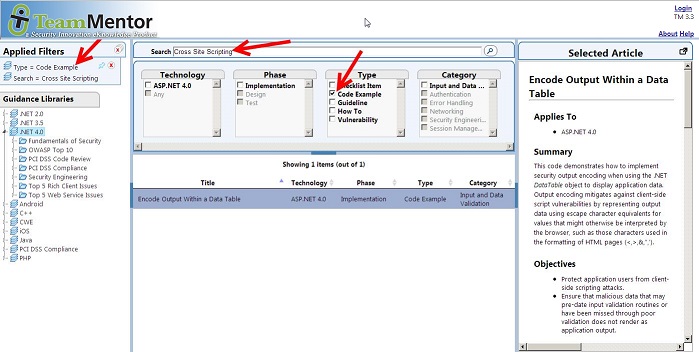 TeamMentor
a Security Innovation eKnowledge Product
Login
TM 3.3
About Help
Applied Filters
Type = Code Example
Search = Cross Site Scripting
Guidance Libraries
.NET 2.0
.NET 3.5
.NET 4.0
Fundamentals of Security
OWASP Top 10
PCI DSS Code Review
PCI DSS Compliance
Security Engineering
Top 5 Rich Client Issues
Top 5 Web Service Issues
Android
C++
CWE
iOS
Java
PCI DSS Compliance
PHP
Search Cross Site Scripting
Technology
ASP.NET 4.0
Any
Phase
Implementation
Design
Test
Type
Checklist Item
Code Example
Guideline
How To
Vulnerability
Category
Input and Data ...
Authentication
Error Handling
Networking
Security Engineeri...
Session Manage...
Showing 1 items (out of 1)
Title Technology Phase Type Category
Encode Output Within a Data Table ASP.NET 4.0 Implementation Code Example Input and Data
Validation
Selected Article
Encode Output Within a Data
Table
Applies To
ASP.NET 4.0
Summary
This code demonstrates how to implement
security output encoding when using the .NET
DataTable object to display application data.
Output encoding mitigates against client-side
script vulnerabilities by representing output
data using escape character equivalents for
values that might otherwise be interpreted by
the browser, such as those characters used in
the formatting of HTML pages (<,>,&,",').
Objectives
Protect application users from client-
side scripting attacks.
Ensure that malicious data that may
pre-date input validation routines or
have been missed through poor
validation does not render as
application output.